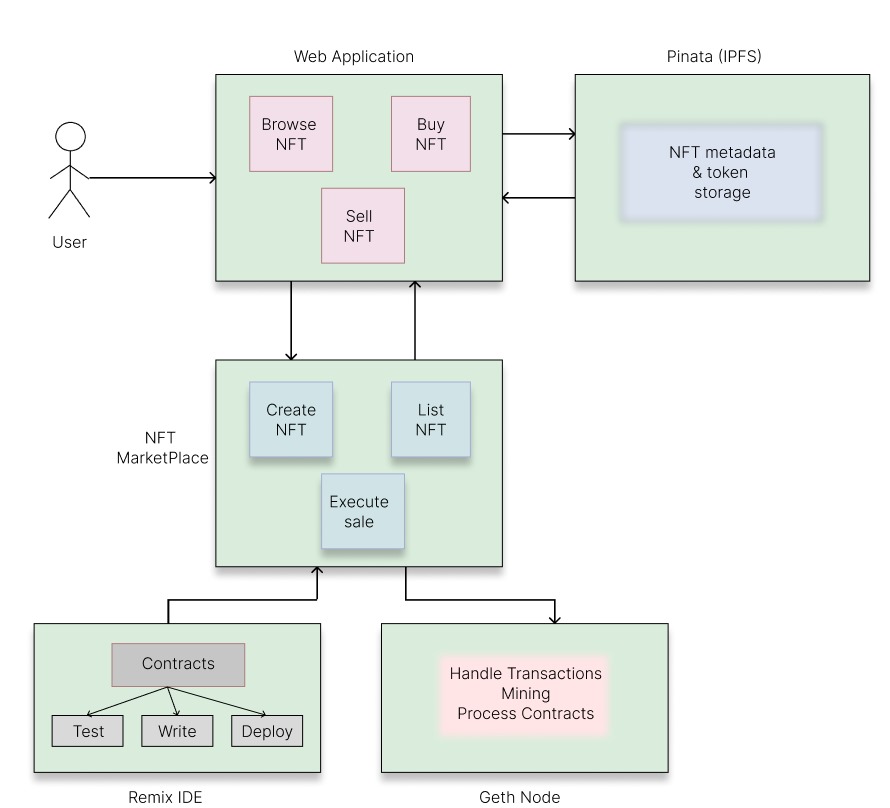 Web Application
Pinata (IPFS)
Browse
NFT
Buy
NFT
Sell
NFT
NFT metadata
& token
storage
User
NFT
MarketPlace
Create
NFT
List
NFT
Execute
sale
Contracts
Test
Write
Deploy
Remix IDE
Handle Transactions
Mining
Process Contracts
Geth Node